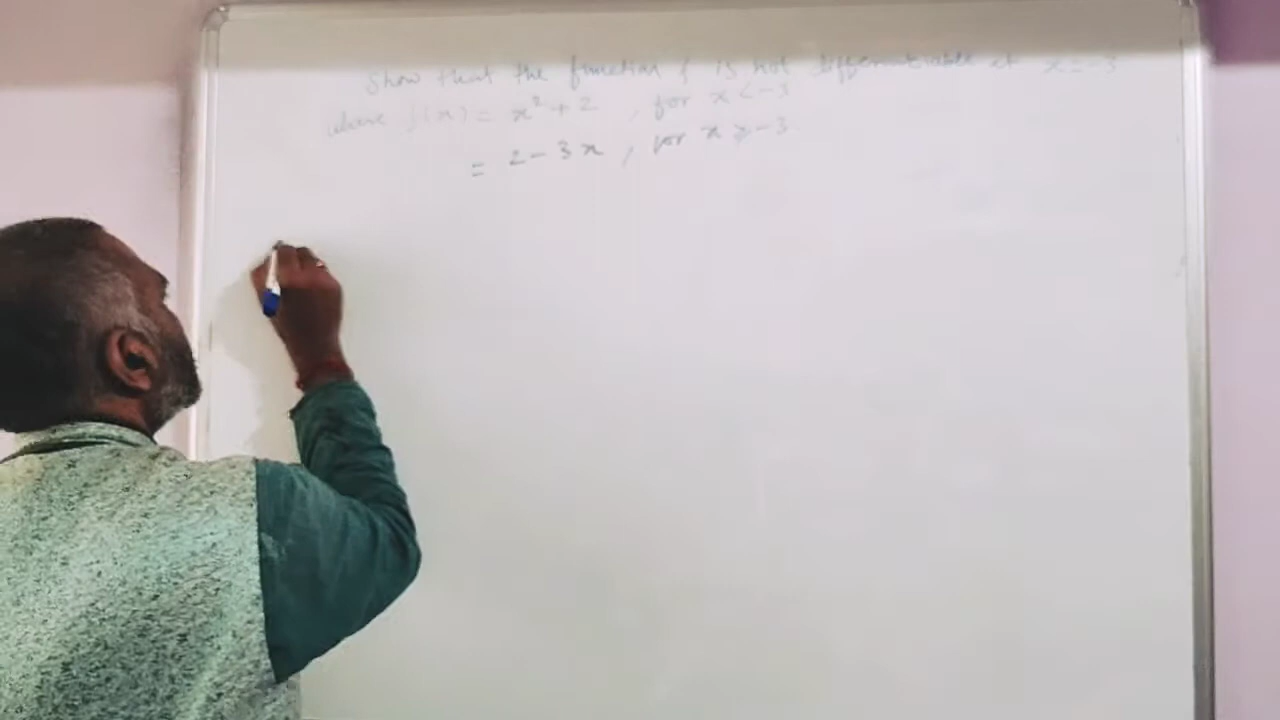 Show that the function f is not differentiable at x = -3
where f(x) = x² + 2 , for x < -3
= 2 - 3x , for x ≥ -3